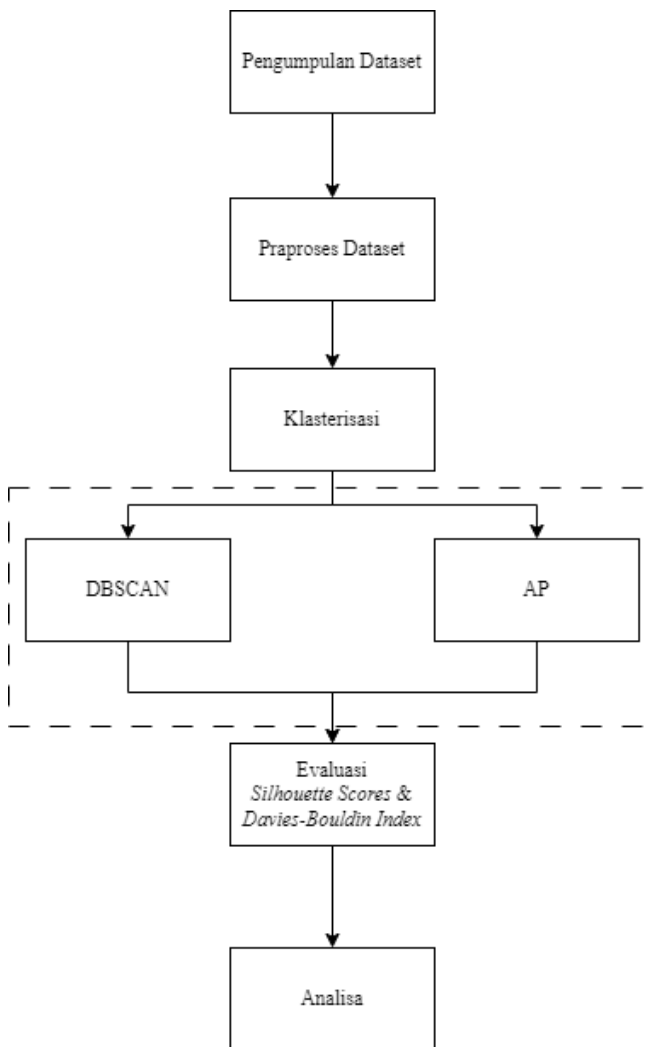 Pengumpulan Dataset
Praproses Dataset
Klasterisasi
DBSCAN
AP
Evaluasi
Silhouette Scores &
Davies-Bouldin Index
Analisa